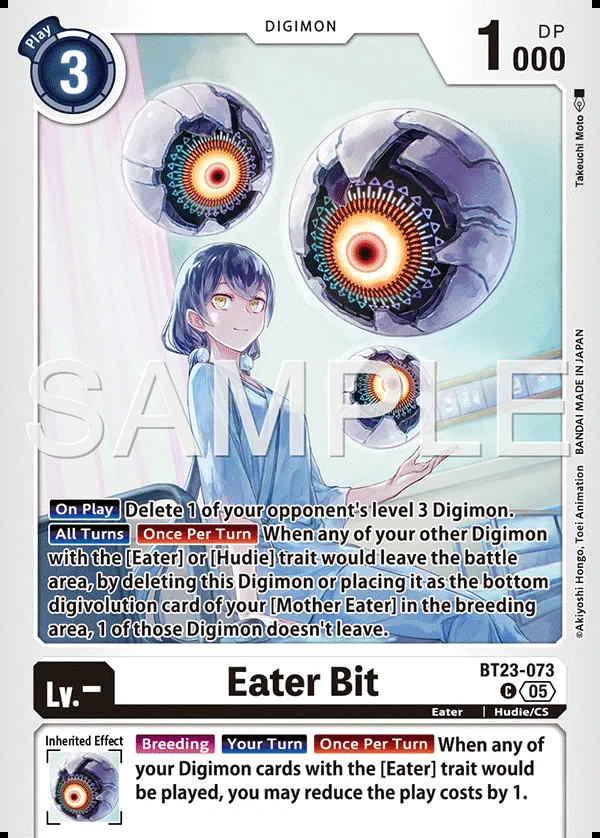 DIGIMON
Play
3
1000
DP
Takeuchi Moto
SAMPLE
BANDAI MADE IN JAPAN
©Akiyoshi Hongo, Toei Animation
On Play Delete 1 of your opponent's level 3 Digimon.
All Turns Once Per Turn When any of your other Digimon
with the [Eater] or [Hudie] trait would leave the battle
area, by deleting this Digimon or placing it as the bottom
digivolution card of your [Mother Eater] in the breeding
area, 1 of those Digimon doesn't leave.
Lv.-
Eater Bit
BT23-073
C 05
Eater | Hudie/CS
Inherited Effect
Breeding Your Turn Once Per Turn When any of
your Digimon cards with the [Eater] trait would
be played, you may reduce the play costs by 1.